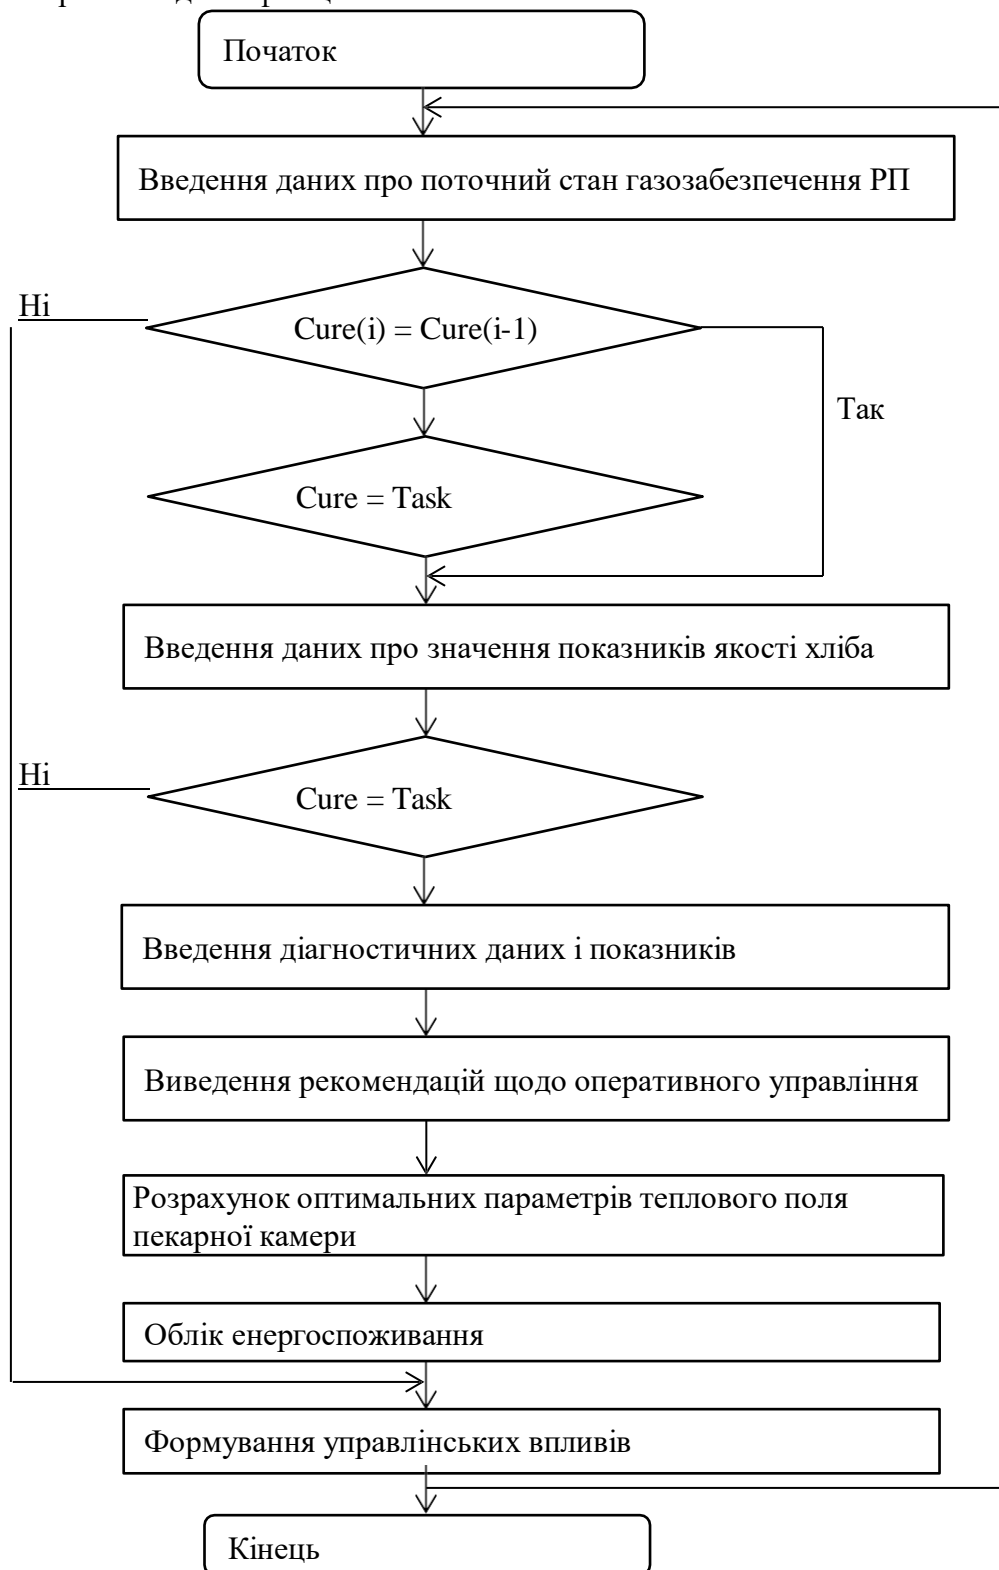 Початок
Введення даних про поточний стан газозабезпечення РП
Ні
Cure(i) = Cure(i-1)
Так
Cure = Task
Введення даних про значення показників якості хліба
Ні
Cure = Task
Введення діагностичних даних і показників
Виведення рекомендацій щодо оперативного управління
Розрахунок оптимальних параметрів теплового поля
пекарної камери
Облік енергоспоживання
Формування управлінських впливів
Кінець